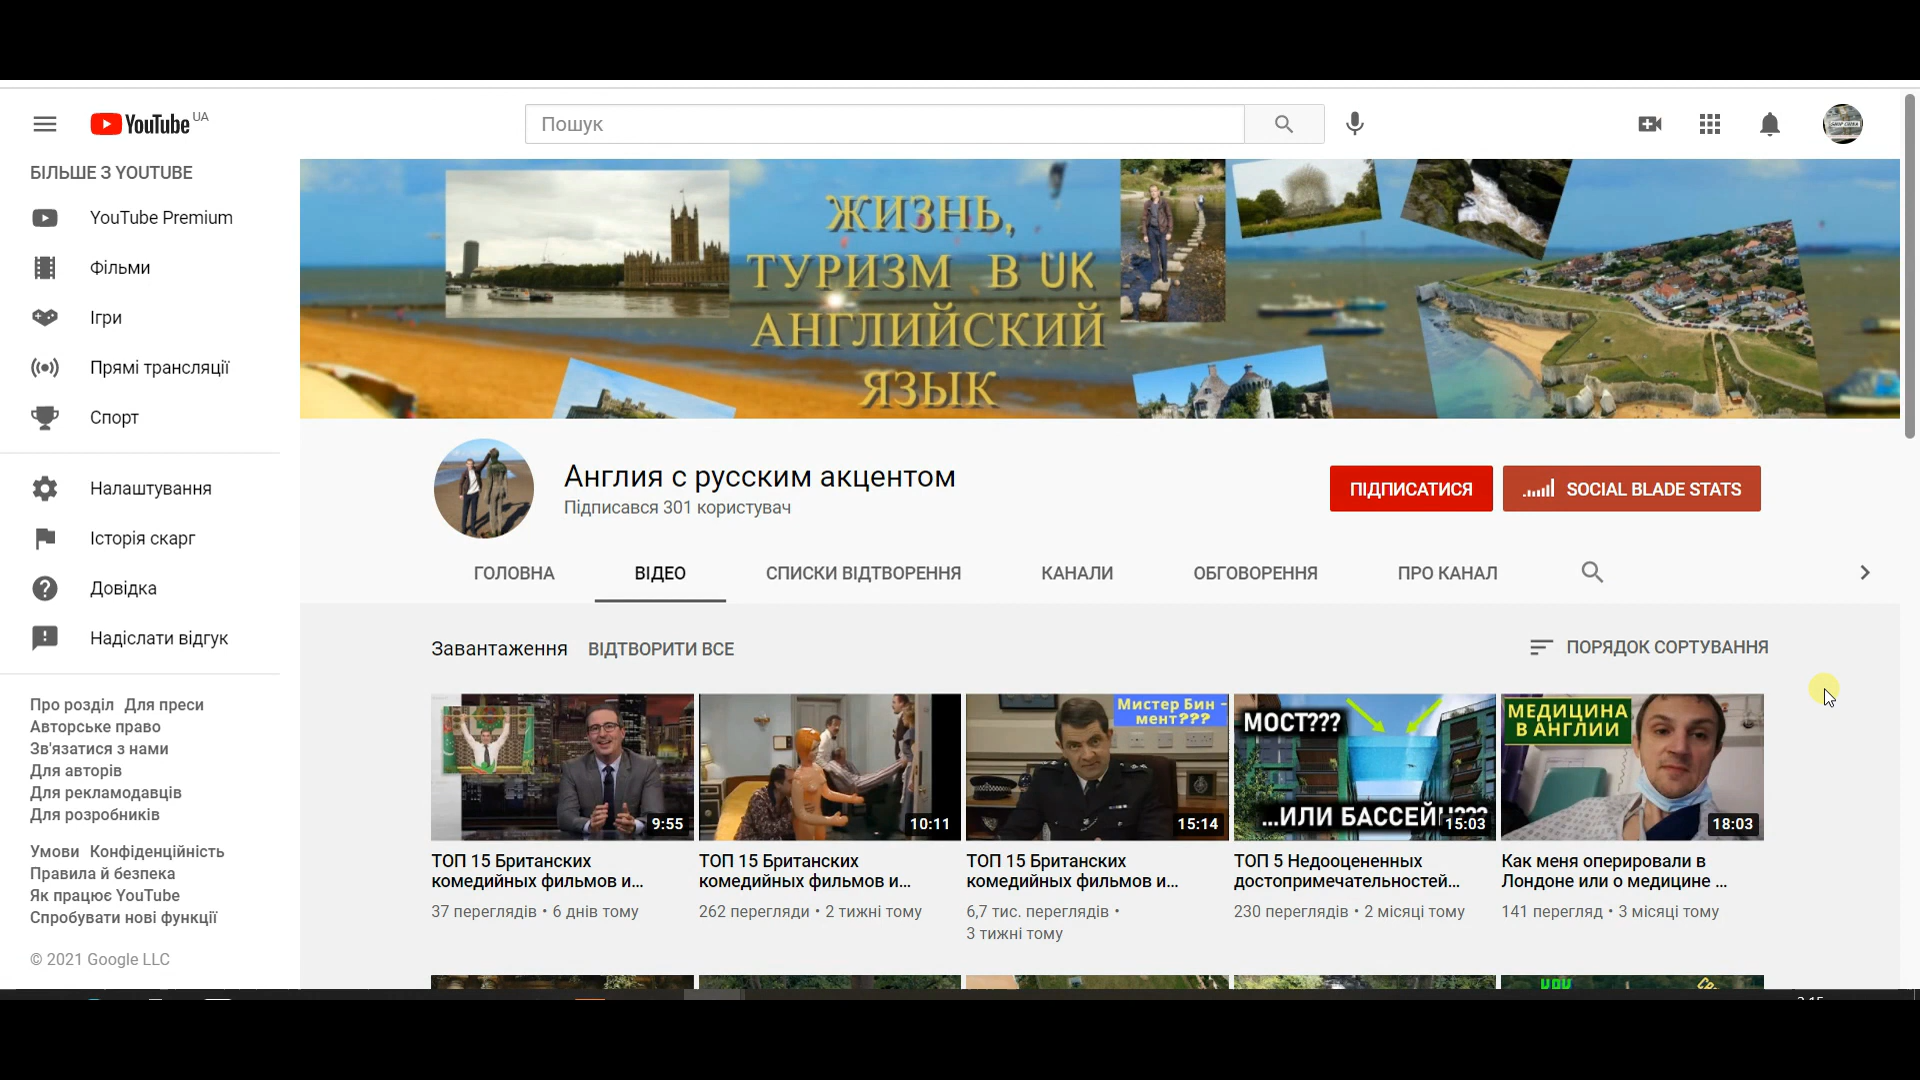 YouTube UA
Пошук
БІЛЬШЕ З YOUTUBE
YouTube Premium
Фільми
Ігри
Прямі трансляції
Спорт
Налаштування
Історія скарг
Довідка
Надіслати відгук
Про розділ Для преси
Авторське право
Зв'язатися з нами
Для авторів
Для рекламодавців
Для розробників
Умови Конфіденційність
Правила й безпека
Як працює YouTube
Спробувати нові функції
© 2021 Google LLC
ЖИЗНЬ,
ТУРИЗМ В UK
АНГЛИЙСКИЙ
ЯЗЫК
Англия с русским акцентом
Підписався 301 користувач
ПІДПИСАТИСЯ
SOCIAL BLADE STATS
ГОЛОВНА ВІДЕО СПИСКИ ВІДТВОРЕННЯ КАНАЛИ ОБГОВОРЕННЯ ПРО КАНАЛ
Завантаження ВІДТВОРИТИ ВСЕ
ПОРЯДОК СОРТУВАННЯ
9:55
ТОП 15 Британских
комедийных фильмов и...
37 переглядів • 6 днів тому
10:11
ТОП 15 Британских
комедийных фильмов и...
262 перегляди • 2 тижні тому
Мистер Бин -
мент???
15:14
ТОП 15 Британских
комедийных фильмов и...
6,7 тис. переглядів •
3 тижні тому
МОСТ???
...ИЛИ БАССЕЙН???
15:03
ТОП 5 Недооцененных
достопримечательностей...
230 переглядів • 2 місяці тому
МЕДИЦИНА
В АНГЛИИ
18:03
Как меня оперировали в
Лондоне или о медицине ...
141 перегляд • 3 місяці тому